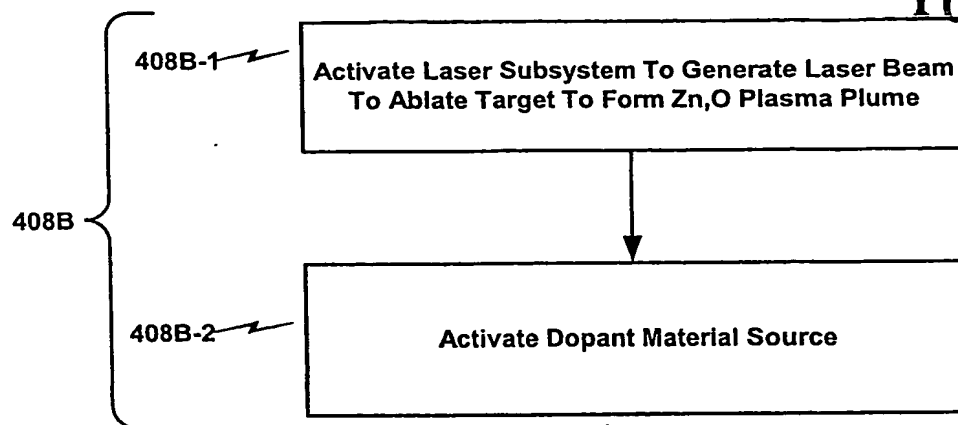 408B-1
Activate Laser Subsystem To Generate Laser Beam
To Ablate Target To Form Zn,O Plasma Plume
408B
408B-2
Activate Dopant Material Source